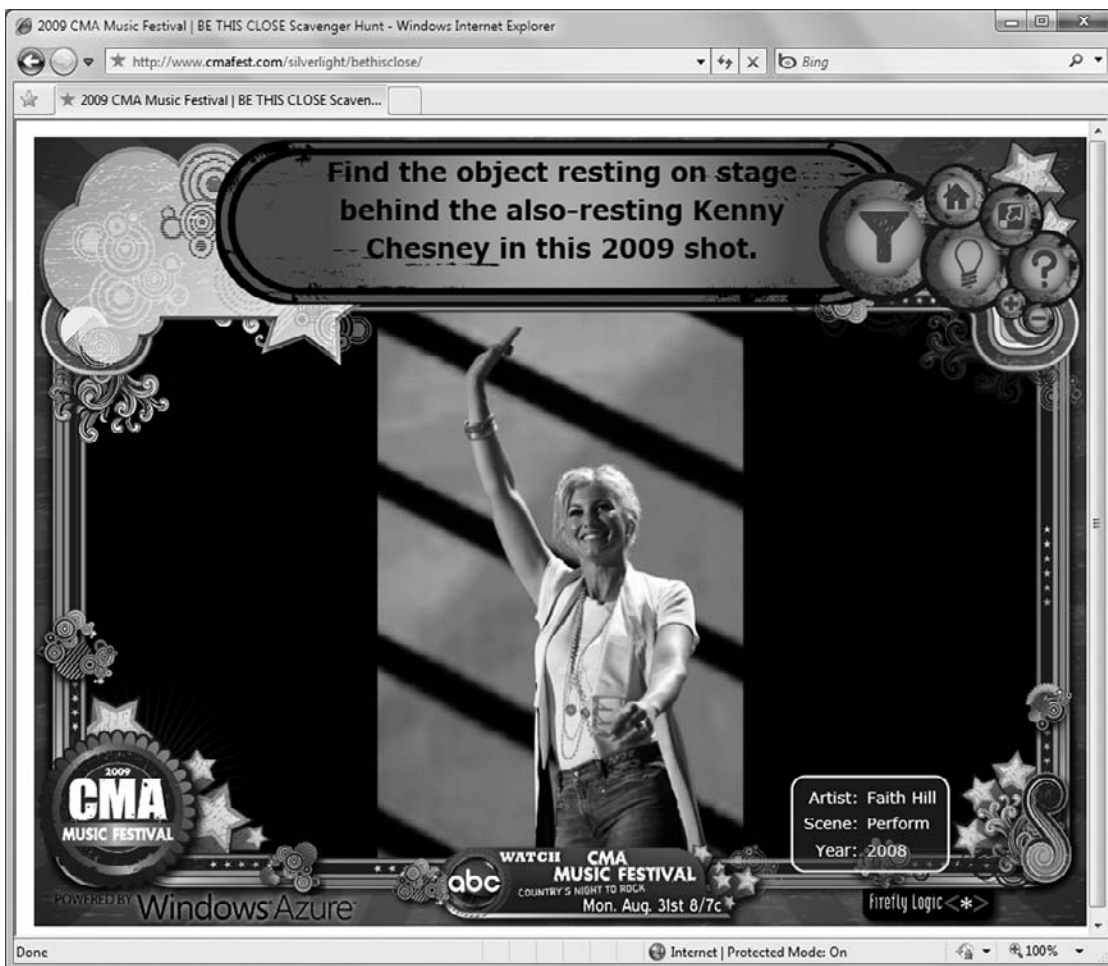 2009 CMA Music Festival | BE THIS CLOSE Scavenger Hunt - Windows Internet Explorer
http://www.cmafest.com/silverlight/bethisclose/
Bing
2009 CMA Music Festival | BE THIS CLOSE Scaven...
Find the object resting on stage
behind the also-resting Kenny
Chesney in this 2009 shot.
Artist: Faith Hill
Scene: Perform
Year: 2008
2009
CMA
MUSIC FESTIVAL
WATCH CMA
MUSIC FESTIVAL
abc
COUNTRY'S NIGHT TO ROCK
Mon. Aug. 31st 8/7c
POWERED BY Windows Azure
Firefly Logic <*>
Done
Internet | Protected Mode: On
100%